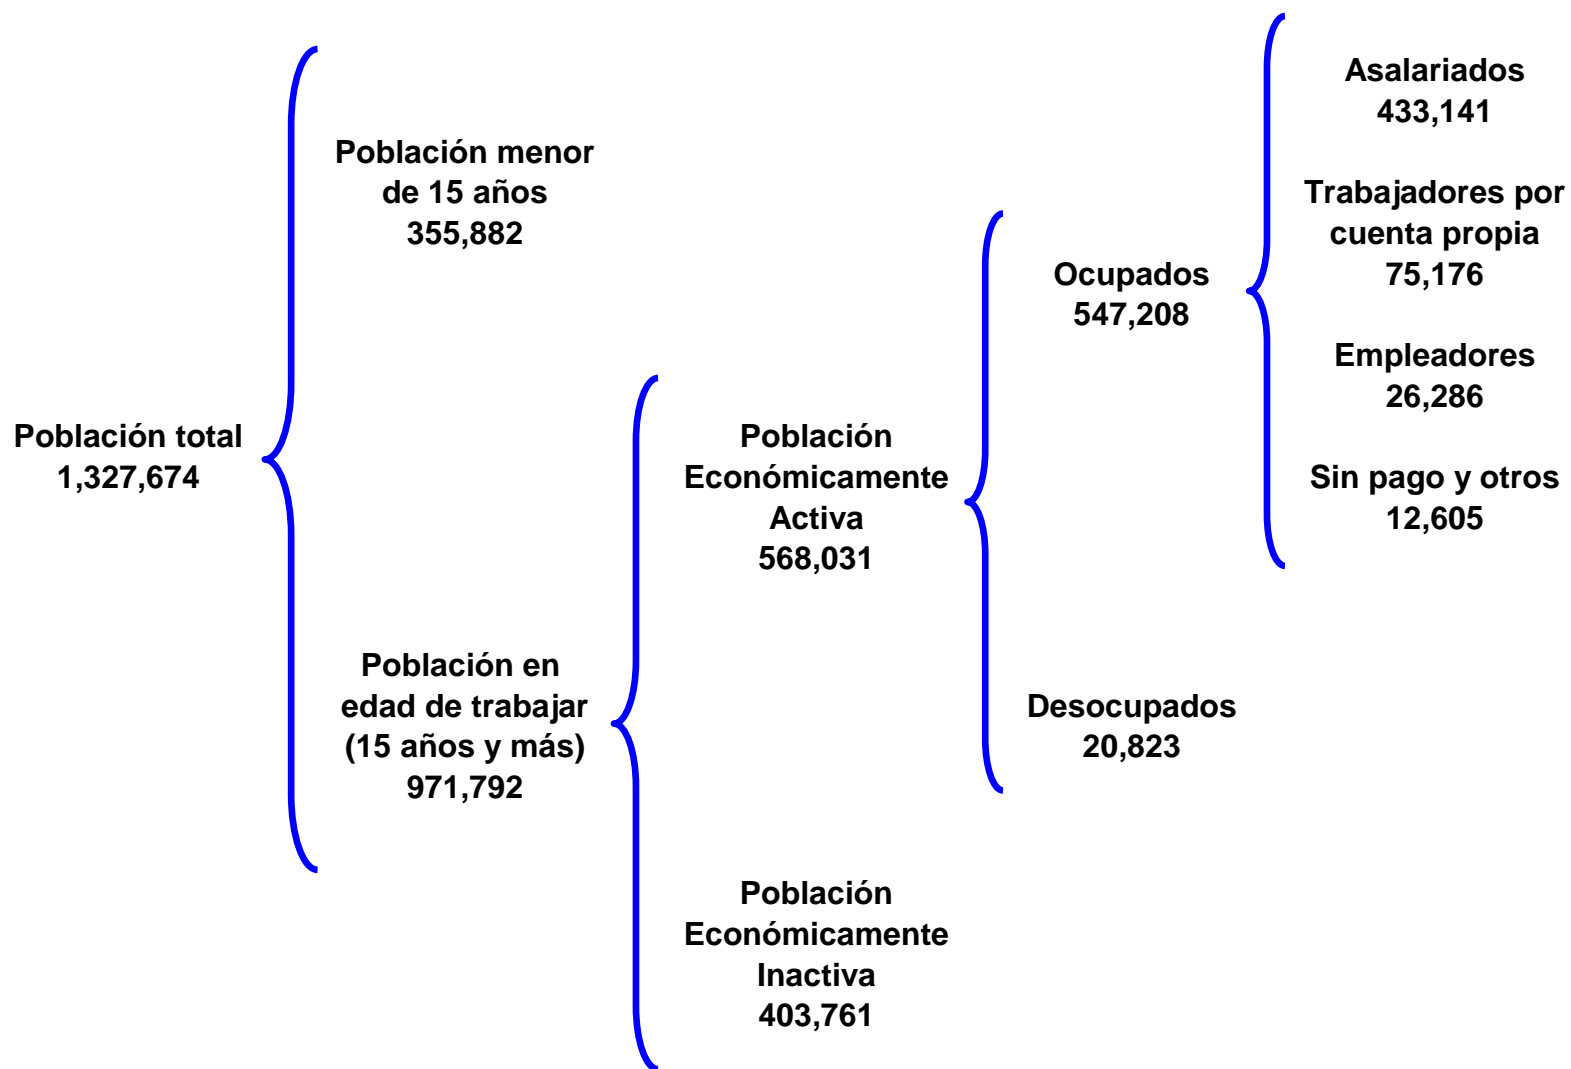 Población total
1,327,674
Población menor
de 15 años
355,882
Población en
edad de trabajar
(15 años y más)
971,792
Población
Económicamente
Activa
568,031
Población
Económicamente
Inactiva
403,761
Ocupados
547,208
Desocupados
20,823
Asalariados
433,141
Trabajadores por
cuenta propia
75,176
Empleadores
26,286
Sin pago y otros
12,605